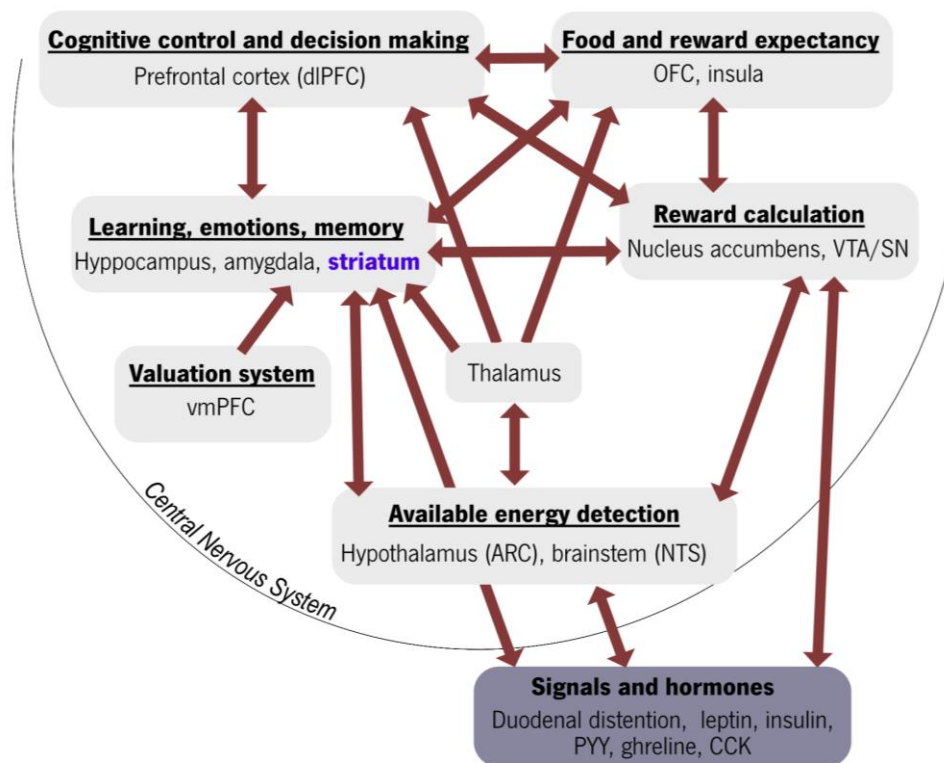 Cognitive control and decision making
Prefrontal cortex (dlPFC)
Food and reward expectancy
OFC, insula
Learning, emotions, memory
Hyppocampus, amygdala, striatum
Reward calculation
Nucleus accumbens, VTA/SN
Valuation system
vmPFC
Thalamus
Available energy detection
Hypothalamus (ARC), brainstem (NTS)
Central Nervous System
Signals and hormones
Duodenal distention, leptin, insulin,
PYY, ghreline, CCK